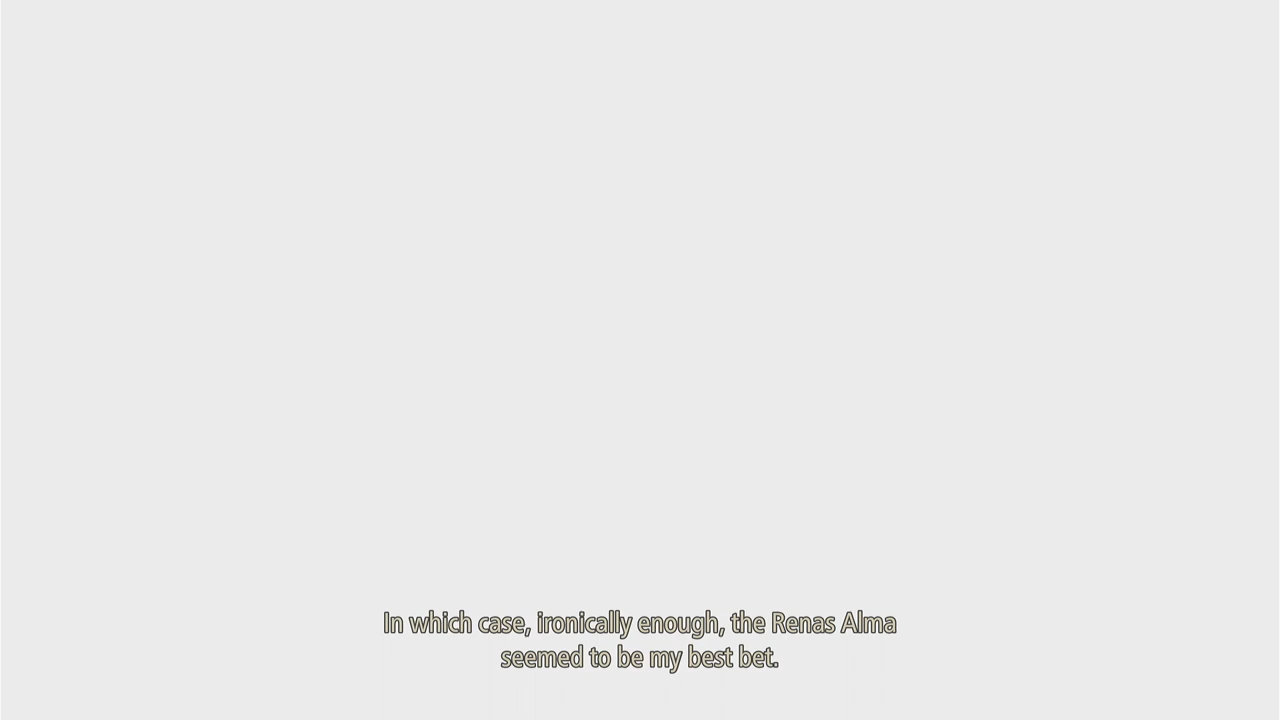 In which case, ironically enough, the Renas Alma
seemed to be my best bet.